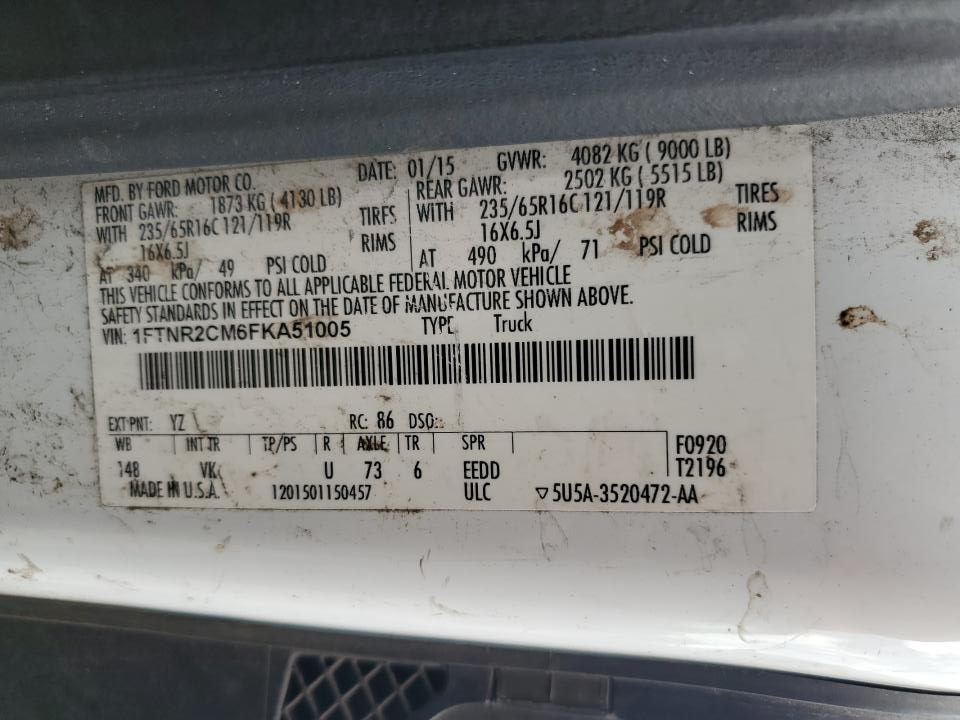 MFD. BY FORD MOTOR CO. DATE: 01/15 GVWR: 4082 KG ( 9000 LB)
FRONT GAWR: 1873 KG ( 4130 LB) REAR GAWR: 2502 KG ( 5515 LB)
WITH 235/65R16C 121/119R TIRES WITH 235/65R16C 121/119R TIRES
16X6.5J RIMS 16X6.5J RIMS
AT 340 kPa/ 49 PSI COLD AT 490 kPa/ 71 PSI COLD
THIS VEHICLE CONFORMS TO ALL APPLICABLE FEDERAL MOTOR VEHICLE
SAFETY STANDARDS IN EFFECT ON THE DATE OF MANUFACTURE SHOWN ABOVE.
VIN: 1FTNR2CM6FKA51005 TYPE Truck
EXT PNT: YZ RC: 86 DSO:
WB INT TR TP/PS R AXLE TR SPR F0920
148 VK U 73 6 EEDD T2196
MADE IN U.S.A. 1201501150457 ULC ▽5U5A-3520472-AA